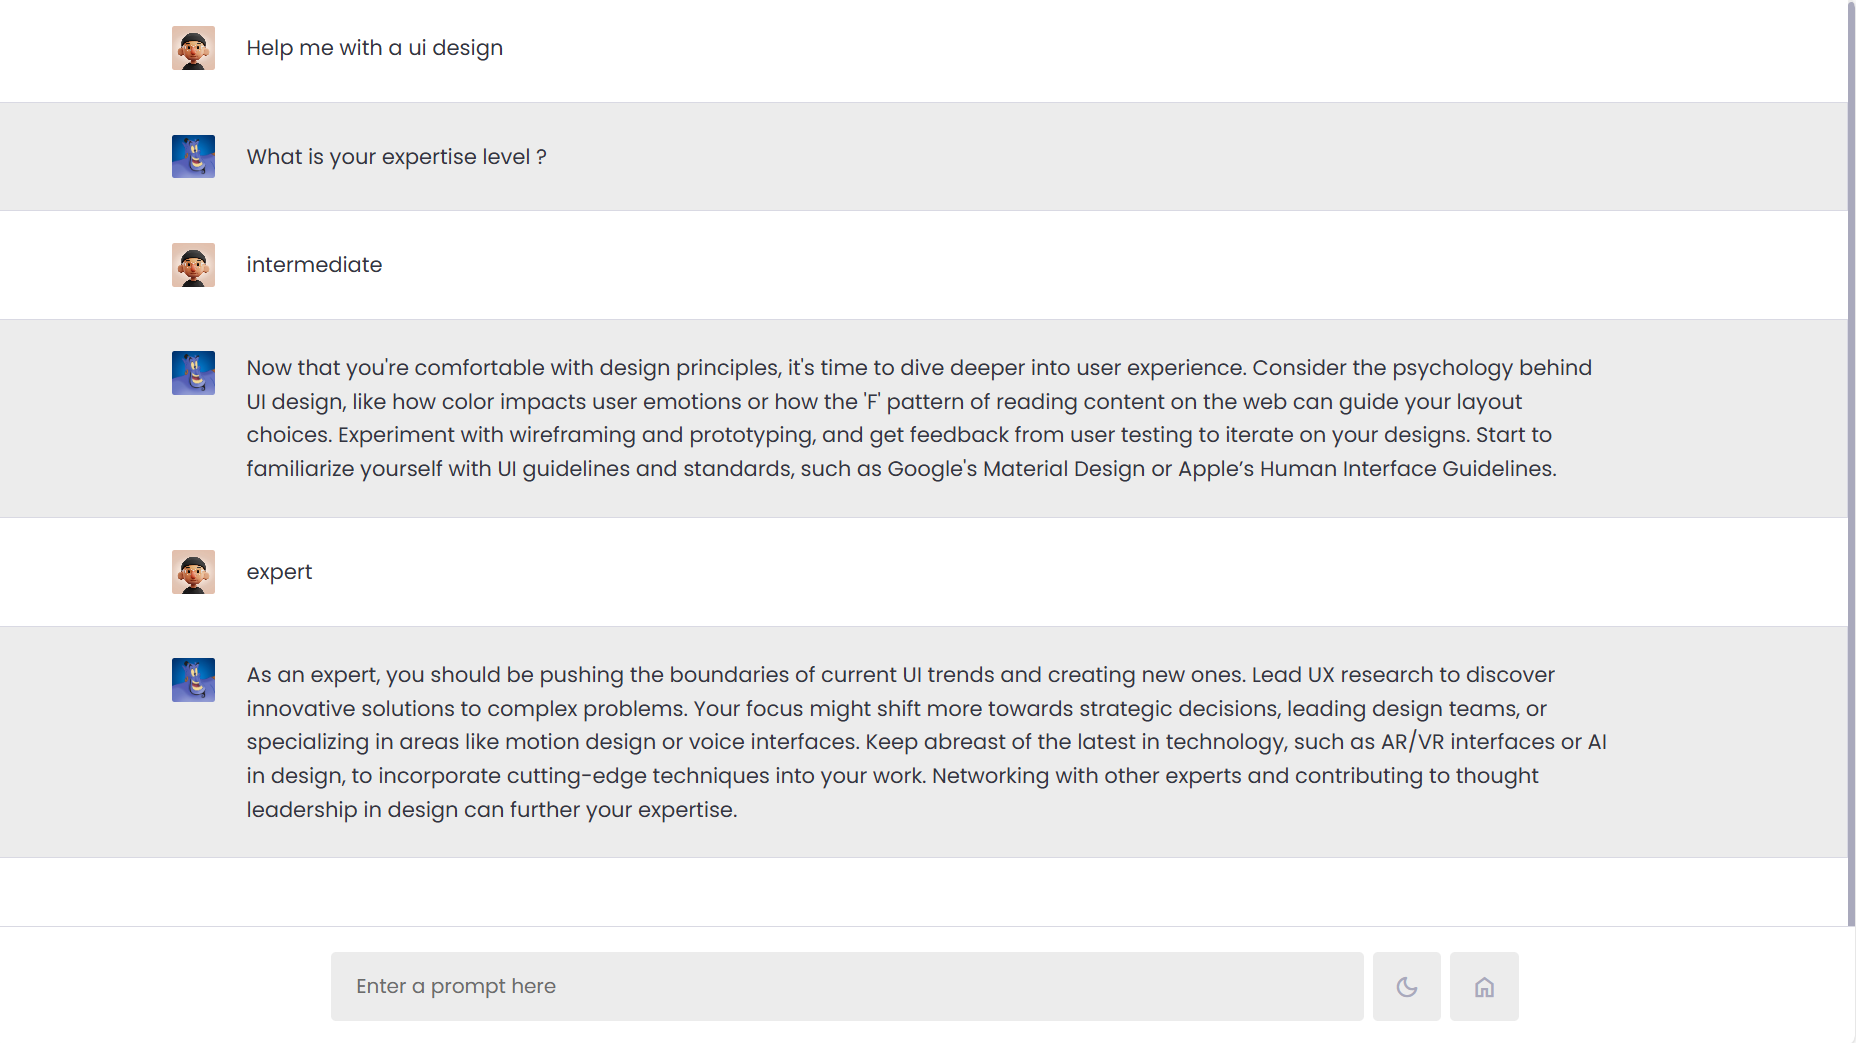 Help me with a ui design
What is your expertise level ?
intermediate
Now that you're comfortable with design principles, it's time to dive deeper into user experience. Consider the psychology behind
UI design, like how color impacts user emotions or how the 'F' pattern of reading content on the web can guide your layout
choices. Experiment with wireframing and prototyping, and get feedback from user testing to iterate on your designs. Start to
familiarize yourself with UI guidelines and standards, such as Google's Material Design or Apple’s Human Interface Guidelines.
expert
As an expert, you should be pushing the boundaries of current UI trends and creating new ones. Lead UX research to discover
innovative solutions to complex problems. Your focus might shift more towards strategic decisions, leading design teams, or
specializing in areas like motion design or voice interfaces. Keep abreast of the latest in technology, such as AR/VR interfaces or AI
in design, to incorporate cutting-edge techniques into your work. Networking with other experts and contributing to thought
leadership in design can further your expertise.
Enter a prompt here